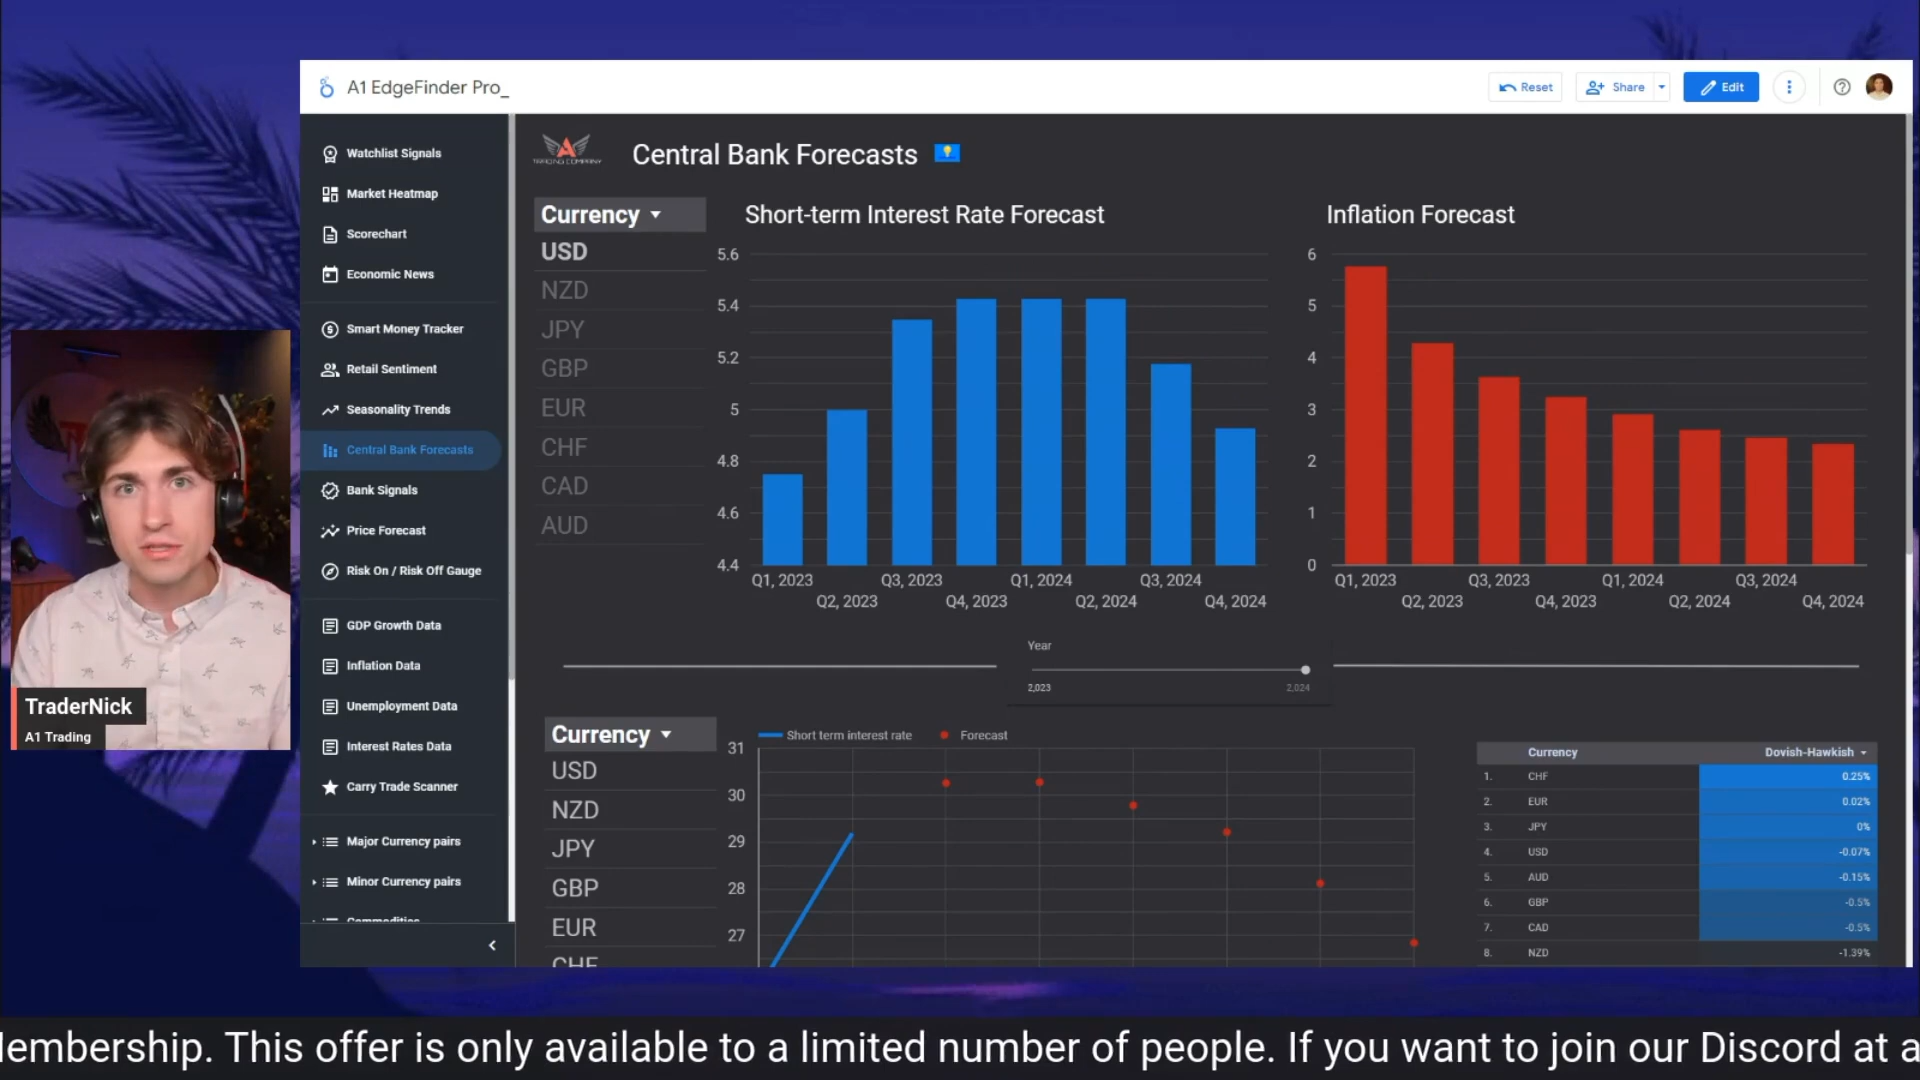 A1 EdgeFinder Pro_
Reset
Share
Edit
Watchlist Signals
Market Heatmap
Scorechart
Economic News
Smart Money Tracker
Retail Sentiment
Seasonality Trends
Central Bank Forecasts
Bank Signals
Price Forecast
Risk On / Risk Off Gauge
GDP Growth Data
Inflation Data
Unemployment Data
Interest Rates Data
Carry Trade Scanner
Major Currency pairs
Minor Currency pairs
Commodities
TRADING COMPANY
Central Bank Forecasts
Currency
USD
NZD
JPY
GBP
EUR
CHF
CAD
AUD
Short-term Interest Rate Forecast
5.6
5.4
5.2
5
4.8
4.6
4.4
Q1, 2023
Q2, 2023
Q3, 2023
Q4, 2023
Q1, 2024
Q2, 2024
Q3, 2024
Q4, 2024
Inflation Forecast
6
5
4
3
2
1
0
Q1, 2023
Q2, 2023
Q3, 2023
Q4, 2023
Q1, 2024
Q2, 2024
Q3, 2024
Q4, 2024
Year
2,023
2,024
Currency
USD
NZD
JPY
GBP
EUR
CHF
Short term interest rate
Forecast
31
30
29
28
27
Currency Dovish-Hawkish
1. CHF 0.25%
2. EUR 0.02%
3. JPY 0%
4. USD -0.07%
5. AUD -0.15%
6. GBP -0.5%
7. CAD -0.5%
8. NZD -1.39%
TraderNick
A1 Trading
embership. This offer is only available to a limited number of people. If you want to join our Discord at a